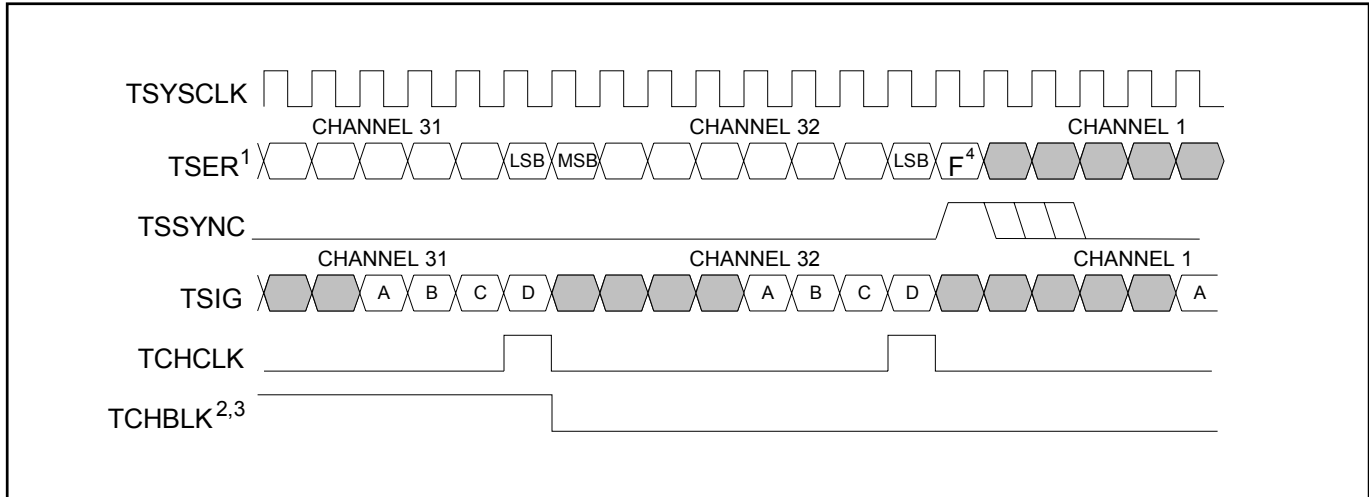 TSYSCLK
CHANNEL 31 CHANNEL 32 CHANNEL 1
TSER¹ LSB MSB LSB F⁴
TSSYNC
CHANNEL 31 CHANNEL 32 CHANNEL 1
TSIG A B C D A B C D A
TCHCLK
TCHBLK²,³